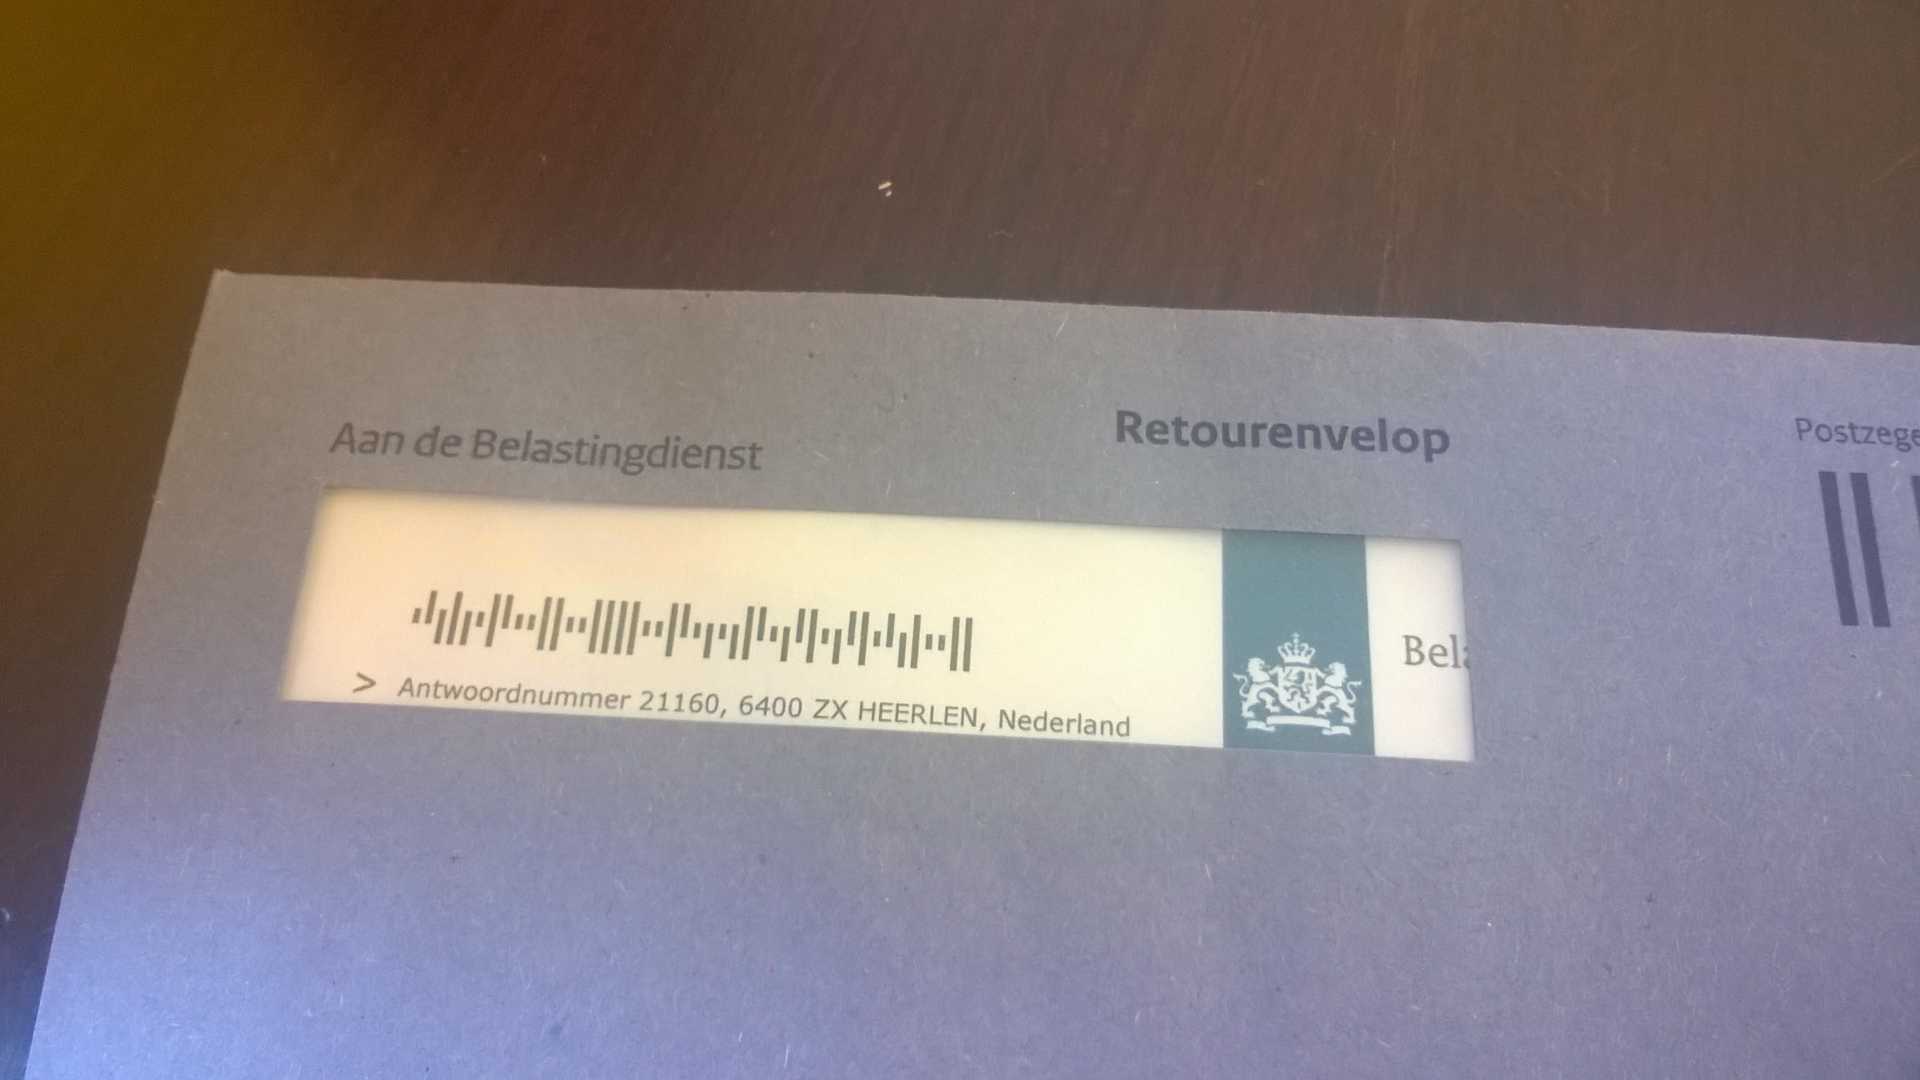 Aan de Belastingdienst
Retourenvelop
> Antwoordnummer 21160, 6400 ZX HEERLEN, Nederland